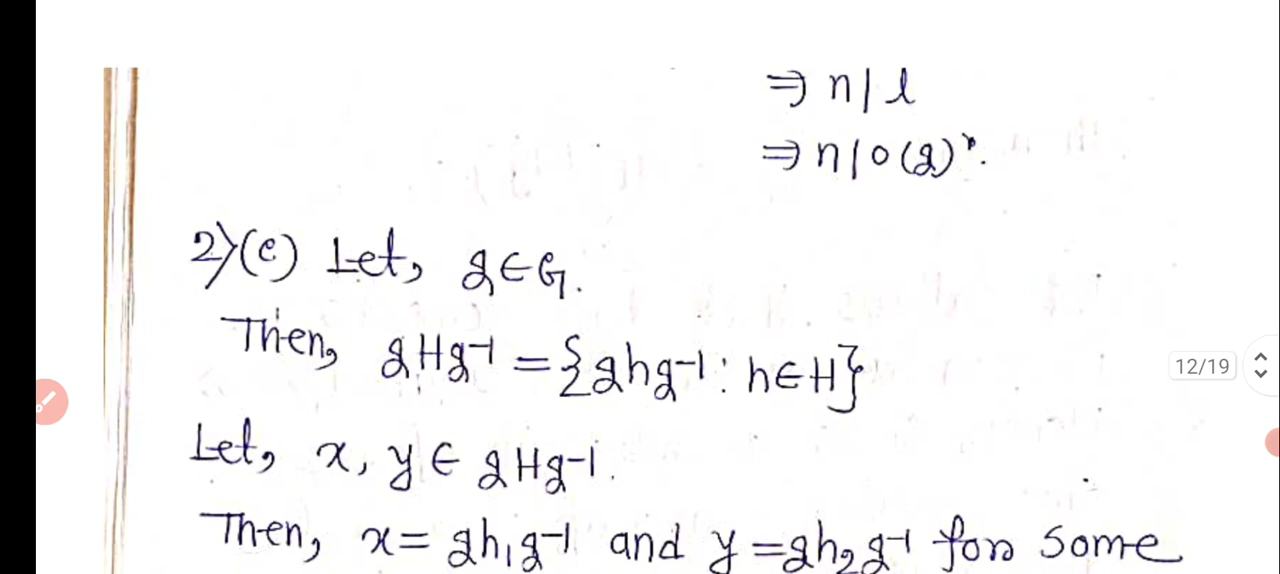 ⇒ n | l
⇒ n | o(g)".
2) (c) Let, g ∈ G.
Then, gHg⁻¹ = {ghg⁻¹ : h ∈ H}
12/19
Let, x, y ∈ gHg⁻¹.
Then, x = gh₁g⁻¹ and y = gh₂g⁻¹ for some